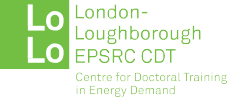 Lo
Lo
London-
Loughborough
EPSRC CDT
Centre for Doctoral Training
in Energy Demand